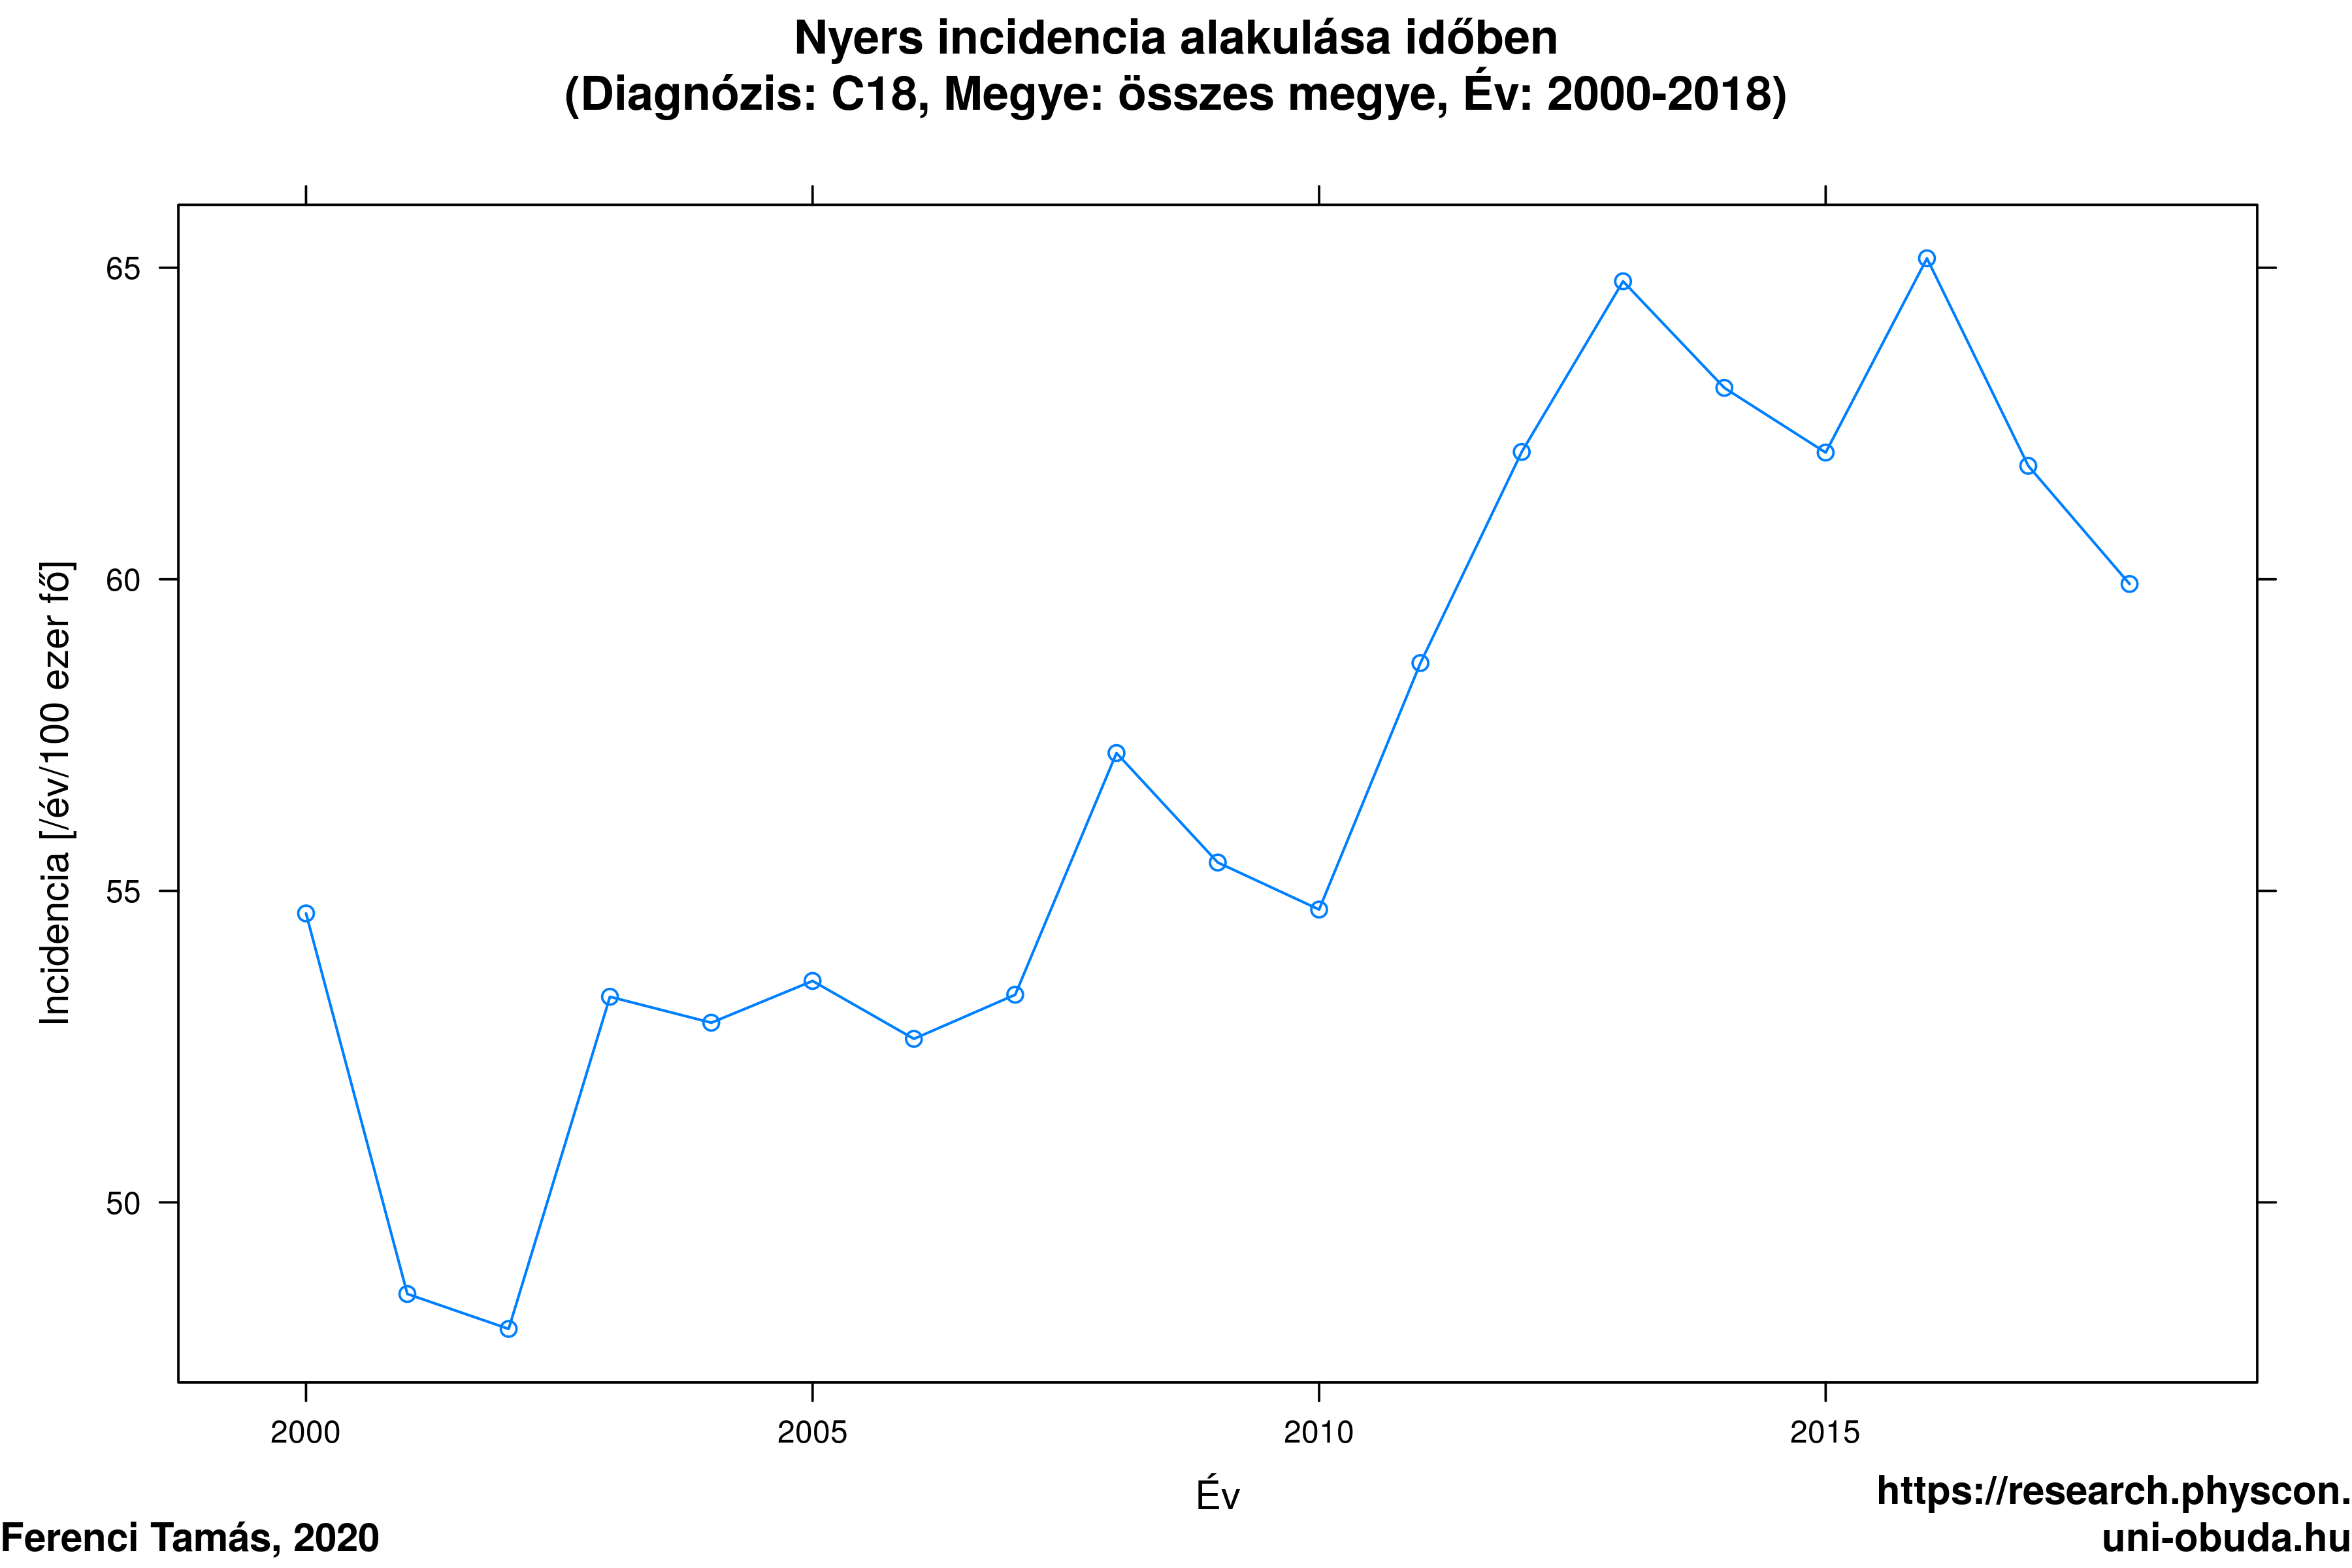 Nyers incidencia alakulása időben
(Diagnózis: C18, Megye: összes megye, Év: 2000-2018)
Incidencia [/év/100 ezer fő]
65
60
55
50
2000
2005
2010
2015
Év
Ferenci Tamás, 2020
https://research.physcon.
uni-obuda.hu